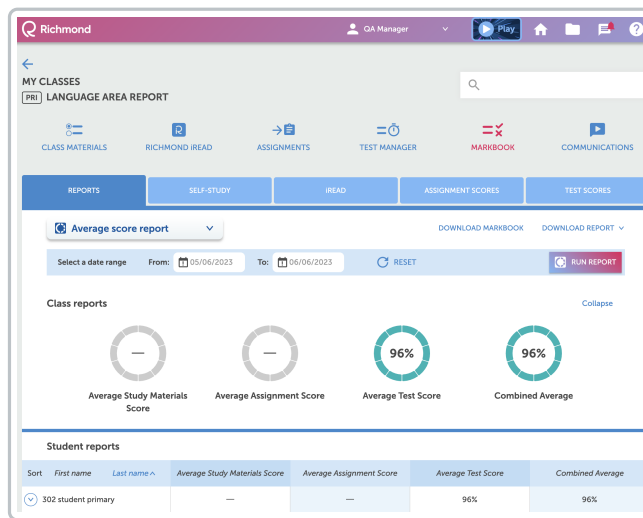 Richmond
QA Manager
Play
?
MY CLASSES
PRI LANGUAGE AREA REPORT
CLASS MATERIALS
RICHMOND iREAD
ASSIGNMENTS
TEST MANAGER
MARKBOOK
COMMUNICATIONS
REPORTS
SELF-STUDY
IREAD
ASSIGNMENT SCORES
TEST SCORES
Average score report
DOWNLOAD MARKBOOK
DOWNLOAD REPORT
Select a date range From: 05/06/2023 To: 06/06/2023 RESET RUN REPORT
Class reports
Collapse
— — 96% 96%
Average Study Materials
Score
Average Assignment Score
Average Test Score
Combined Average
Student reports
Sort First name Last name Average Study Materials Score Average Assignment Score Average Test Score Combined Average
302 student primary — — 96% 96%